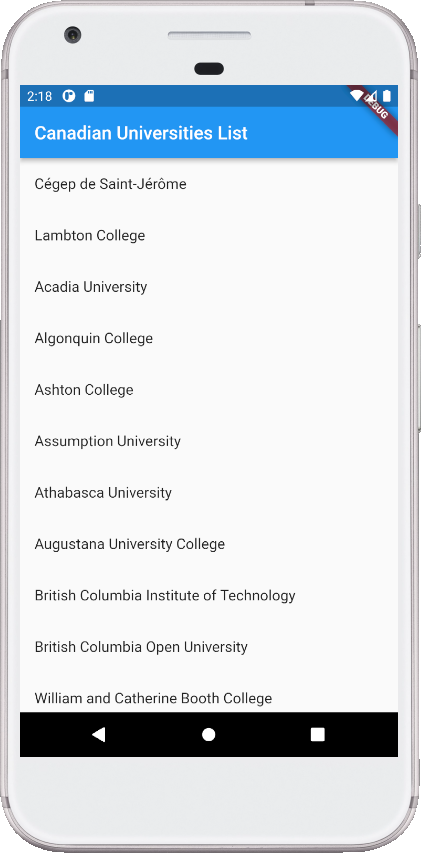 2:18
DEBUG
Canadian Universities List
Cégep de Saint-Jérôme
Lambton College
Acadia University
Algonquin College
Ashton College
Assumption University
Athabasca University
Augustana University College
British Columbia Institute of Technology
British Columbia Open University
William and Catherine Booth College